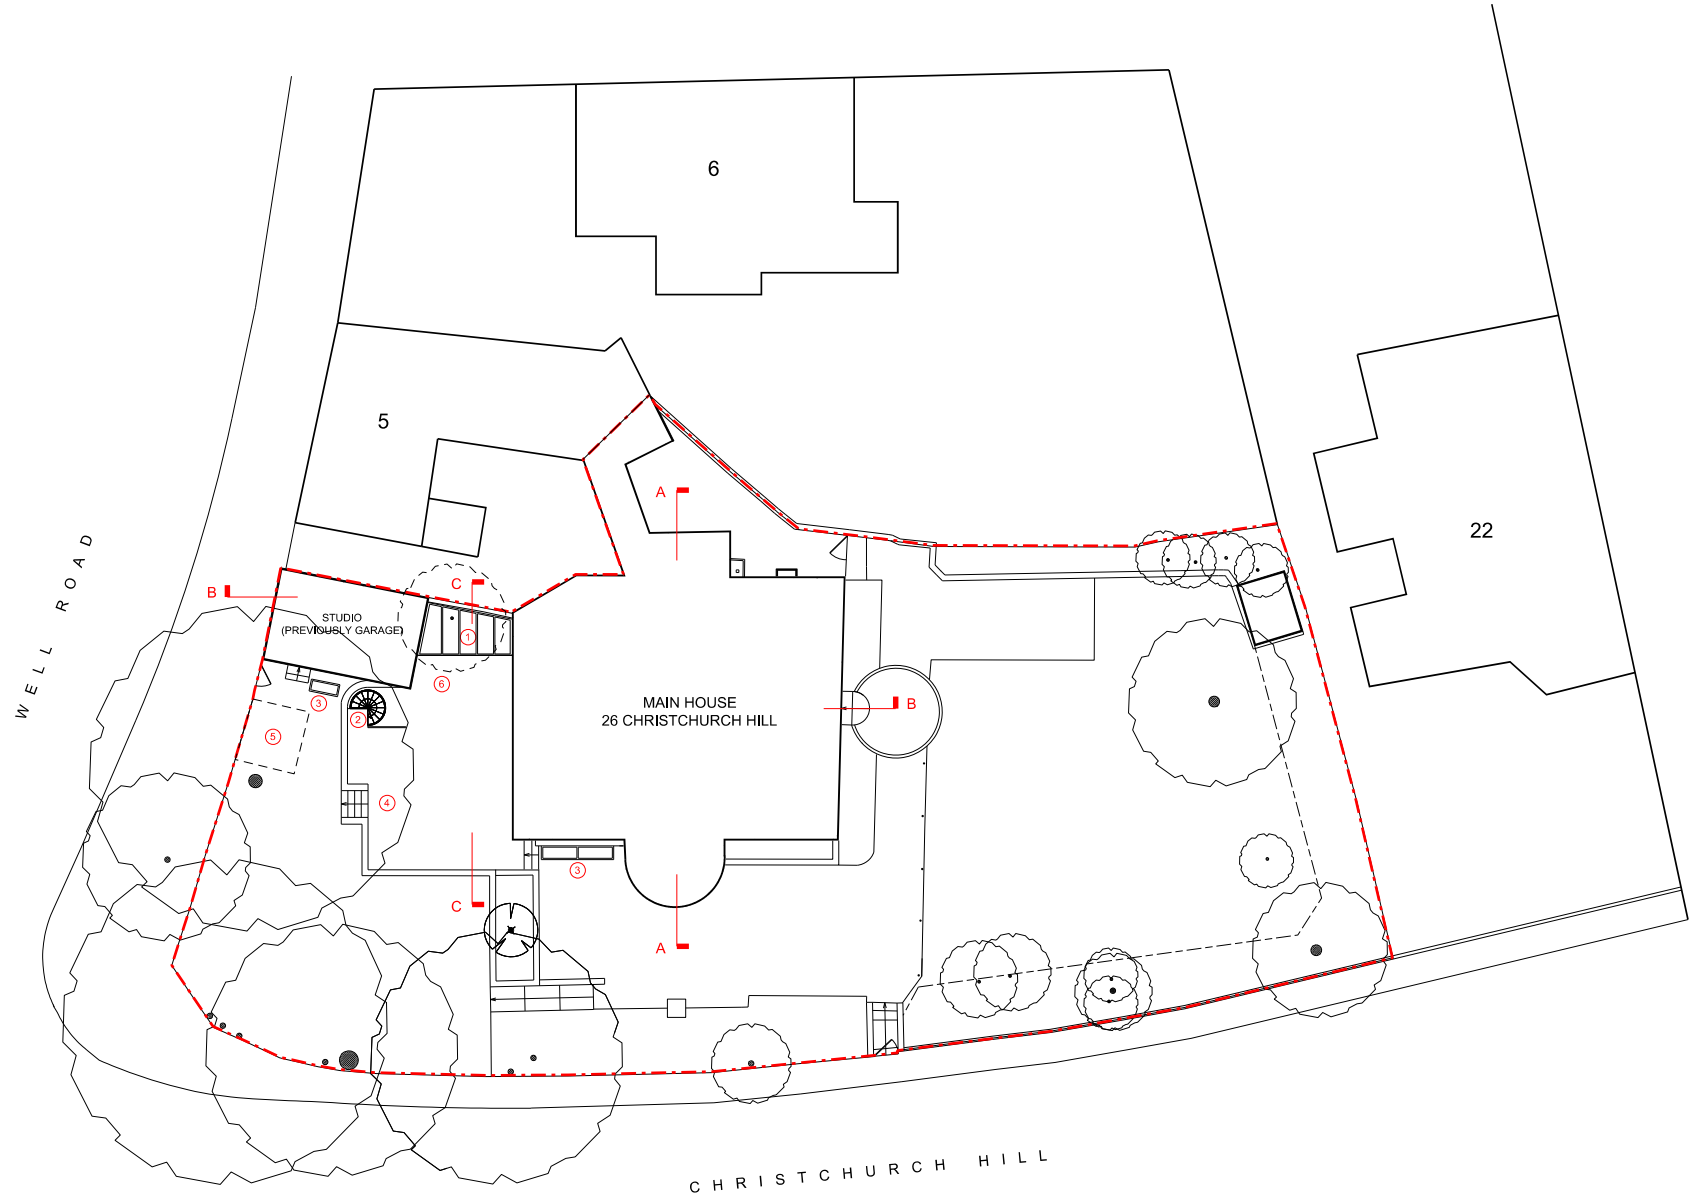 6
5
22
WELL ROAD
A
B
C
STUDIO
(PREVIOUSLY GARAGE)
1
6
3
2
5
4
MAIN HOUSE
26 CHRISTCHURCH HILL
B
3
C
A
CHRISTCHURCH HILL